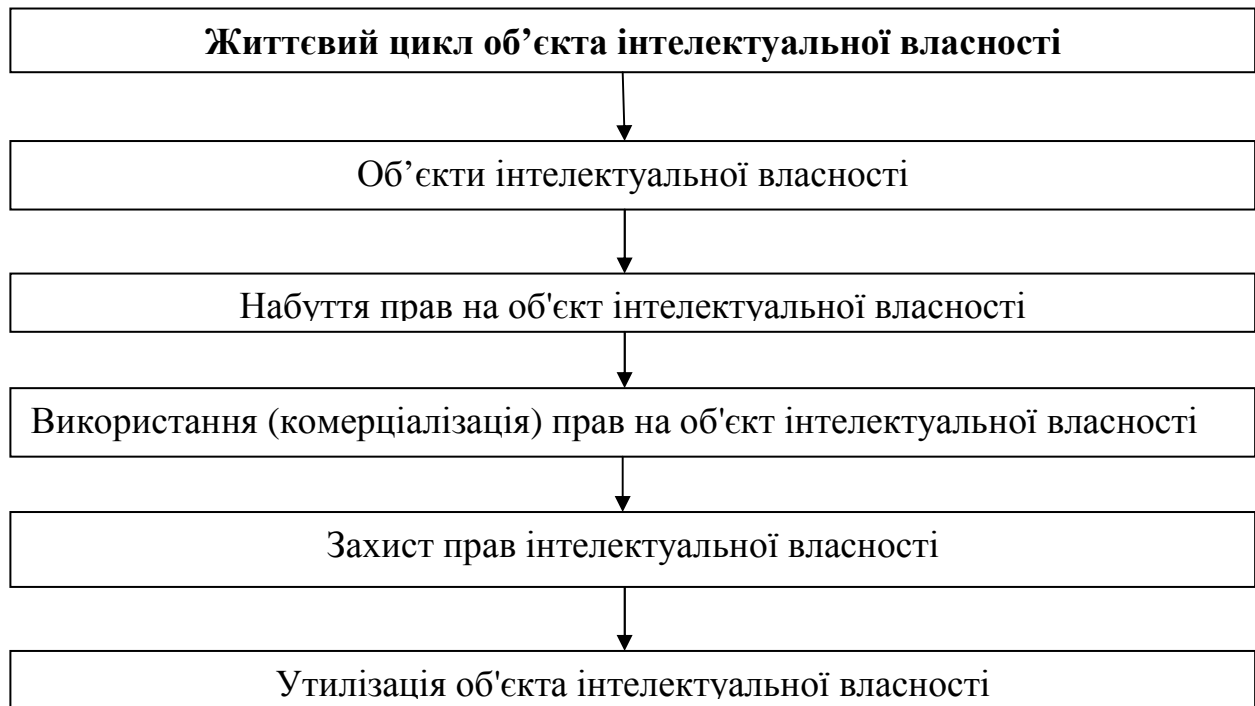 Життєвий цикл об’єкта інтелектуальної власності
Об’єкти інтелектуальної власності
Набуття прав на об'єкт інтелектуальної власності
Використання (комерціалізація) прав на об'єкт інтелектуальної власності
Захист прав інтелектуальної власності
Утилізація об'єкта інтелектуальної власності